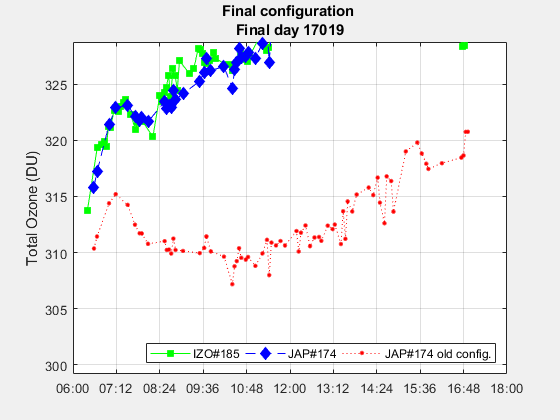 Final configuration
Final day 17019
Total Ozone (DU)
325
320
315
310
305
300
IZO#185 JAP#174 JAP#174 old config.
06:00 07:12 08:24 09:36 10:48 12:00 13:12 14:24 15:36 16:48 18:00